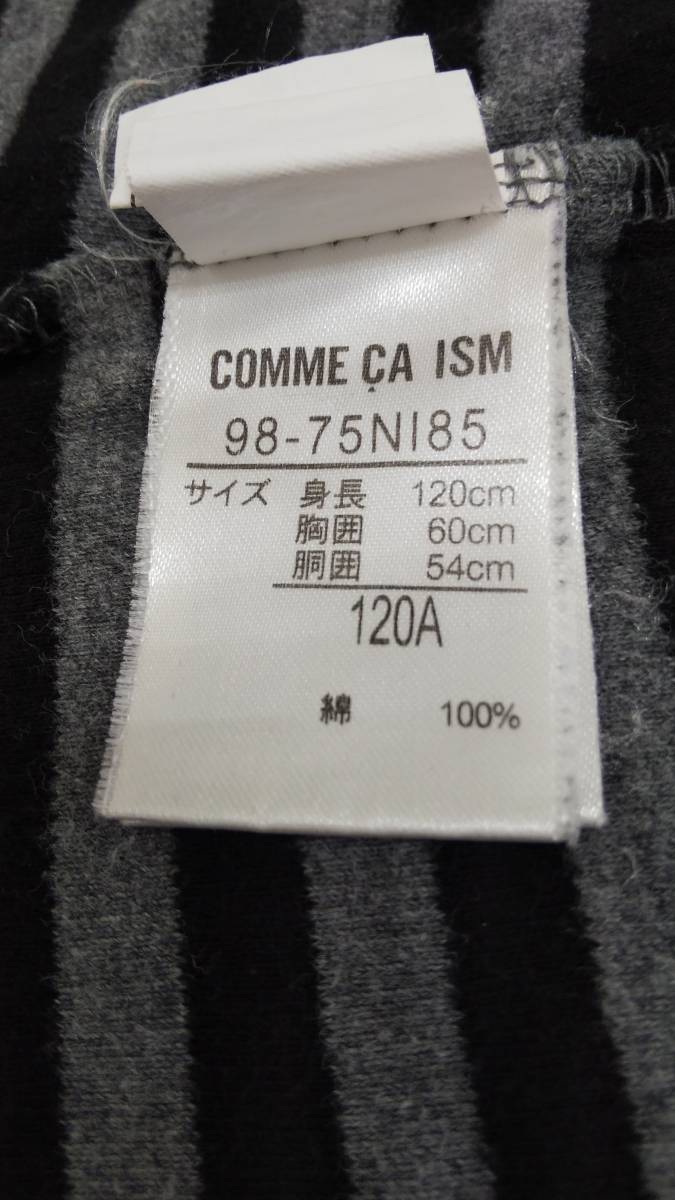 COMME ÇA ISM
98-75NI85
サイズ 身長 120cm
胸囲 60cm
胴囲 54cm
120A
綿 100%